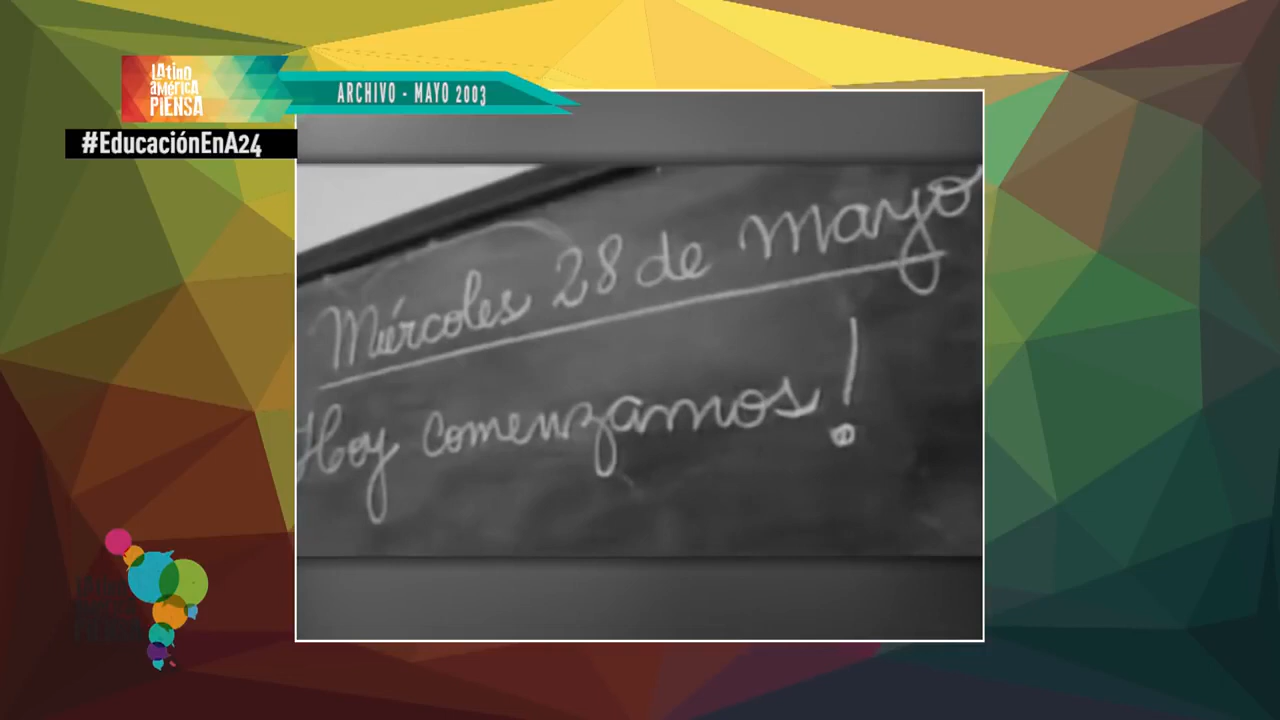 LAtino
américa
PIENSA
ARCHIVO - MAYO 2003
#EducaciónEnA24
Miércoles 28 de mayo
Hoy comenzamos!